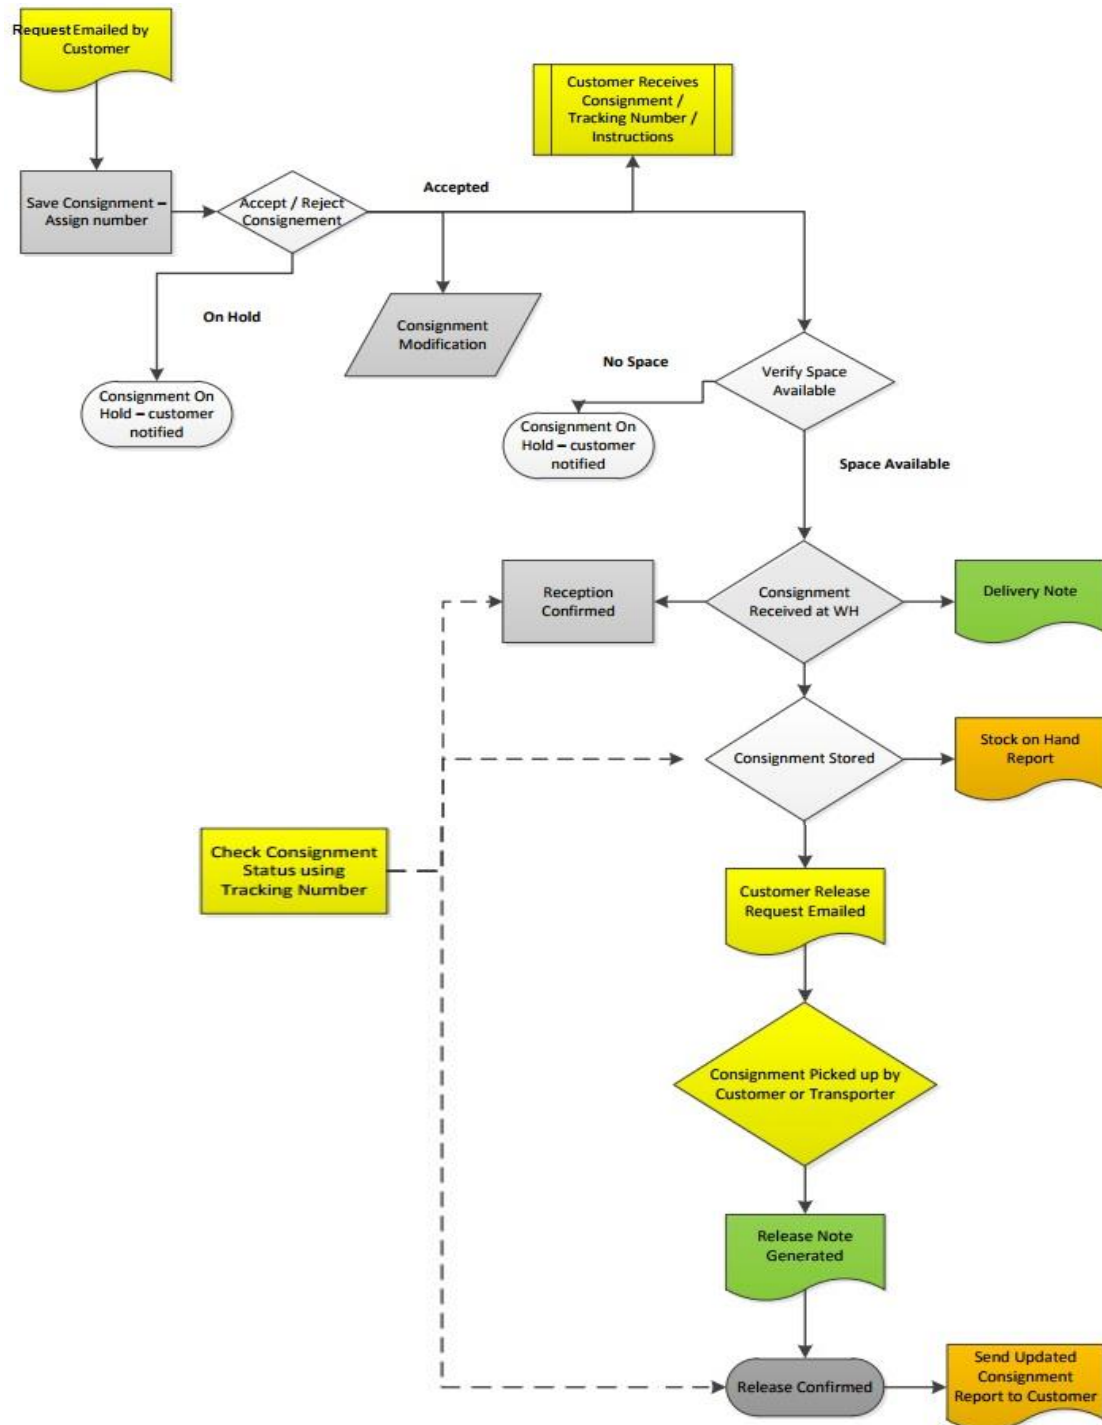 Request Emailed by
Customer
Customer Receives
Consignment /
Tracking Number /
Instructions
Save Consignment –
Assign number
Accept / Reject
Consignement
Accepted
On Hold
Consignment
Modification
Consignment On
Hold – customer
notified
No Space
Verify Space
Available
Consignment On
Hold – customer
notified
Space Available
Reception
Confirmed
Consignment
Received at WH
Delivery Note
Consignment Stored
Stock on Hand
Report
Check Consignment
Status using
Tracking Number
Customer Release
Request Emailed
Consignment Picked up by
Customer or Transporter
Release Note
Generated
Release Confirmed
Send Updated
Consignment
Report to Customer